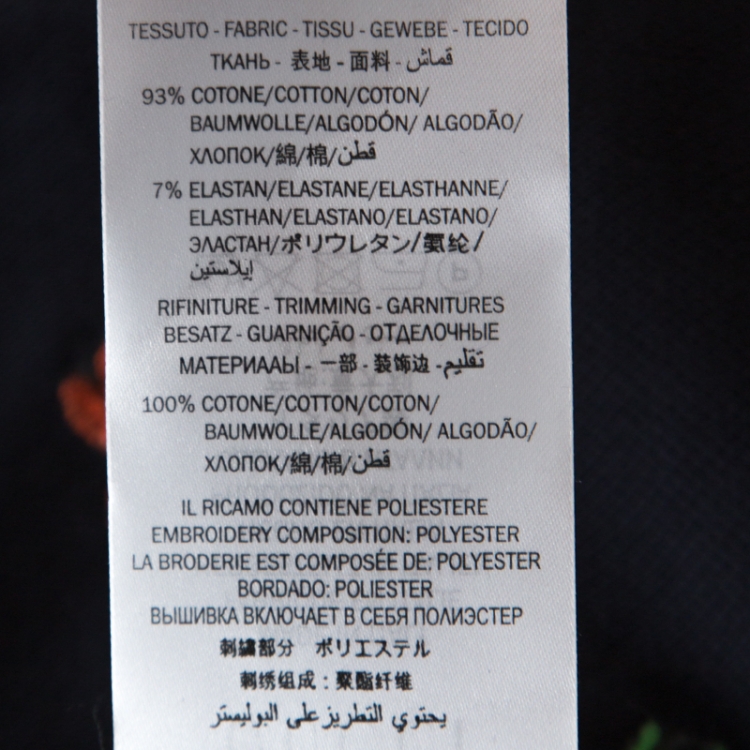 TESSUTO - FABRIC - TISSU - GEWEBE - TECIDO
ТКАНЬ - 表地 - 面料 - قماش
93% COTONE/COTTON/COTON/
BAUMWOLLE/ALGODÓN/ ALGODÃO/
ХЛОПОК/綿/棉/قطن
7% ELASTAN/ELASTANE/ELASTHANNE/
ELASTHAN/ELASTANO/ELASTANO/
ЭЛАСТАН/ポリウレタン/氨纶/
إيلاستين
RIFINITURE - TRIMMING - GARNITURES
BESATZ - GUARNIÇÃO - ОТДЕЛОЧНЫЕ
МАТЕРИААЫ - 一部 - 装饰边 - تقليم
100% COTONE/COTTON/COTON/
BAUMWOLLE/ALGODÓN/ ALGODÃO/
ХЛОПОК/綿/棉/قطن
IL RICAMO CONTIENE POLIESTERE
EMBROIDERY COMPOSITION: POLYESTER
LA BRODERIE EST COMPOSÉE DE: POLYESTER
BORDADO: POLIESTER
ВЫШИВКА ВКЛЮЧАЕТ В СЕБЯ ПОЛИЭСТЕР
刺繍部分 ポリエステル
刺绣组成 : 聚酯纤维
يحتوي التطريز على البوليستر